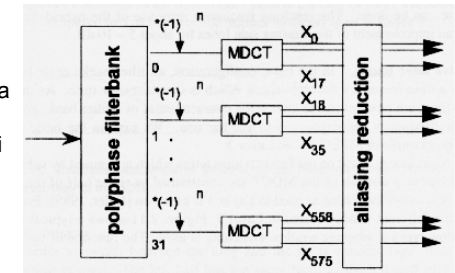 polyphase filterbank
*(-1)
n
0
*(-1)
n
1
*(-1)
n
31
MDCT
MDCT
MDCT
X0
X17
X18
X35
X558
X575
aliasing reduction
a
i